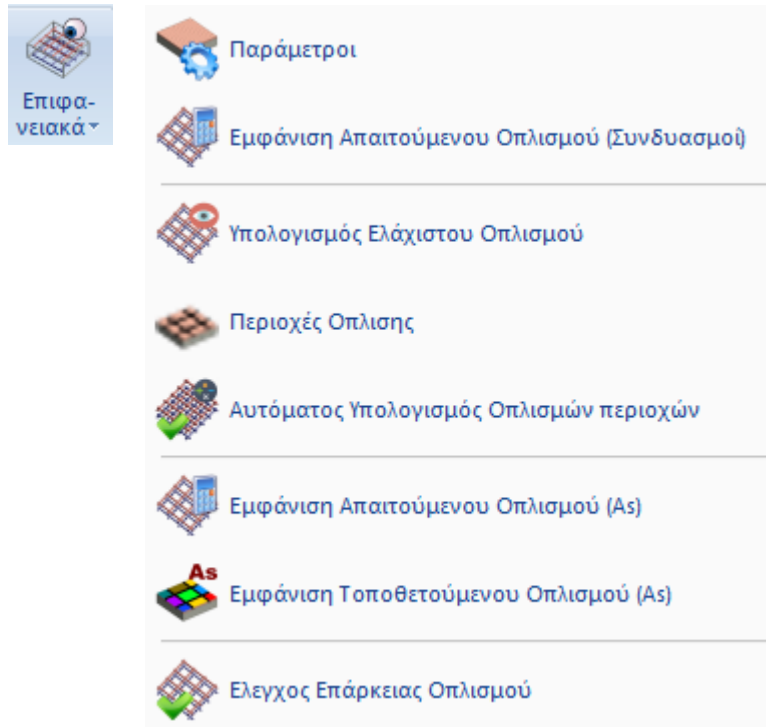 Επιφα-
νειακά
Παράμετροι
Εμφάνιση Απαιτούμενου Οπλισμού (Συνδυασμοί)
Υπολογισμός Ελάχιστου Οπλισμού
Περιοχές Οπλισης
Αυτόματος Υπολογισμός Οπλισμών περιοχών
Εμφάνιση Απαιτούμενου Οπλισμού (As)
As
Εμφάνιση Τοποθετούμενου Οπλισμού (As)
Ελεγχος Επάρκειας Οπλισμού